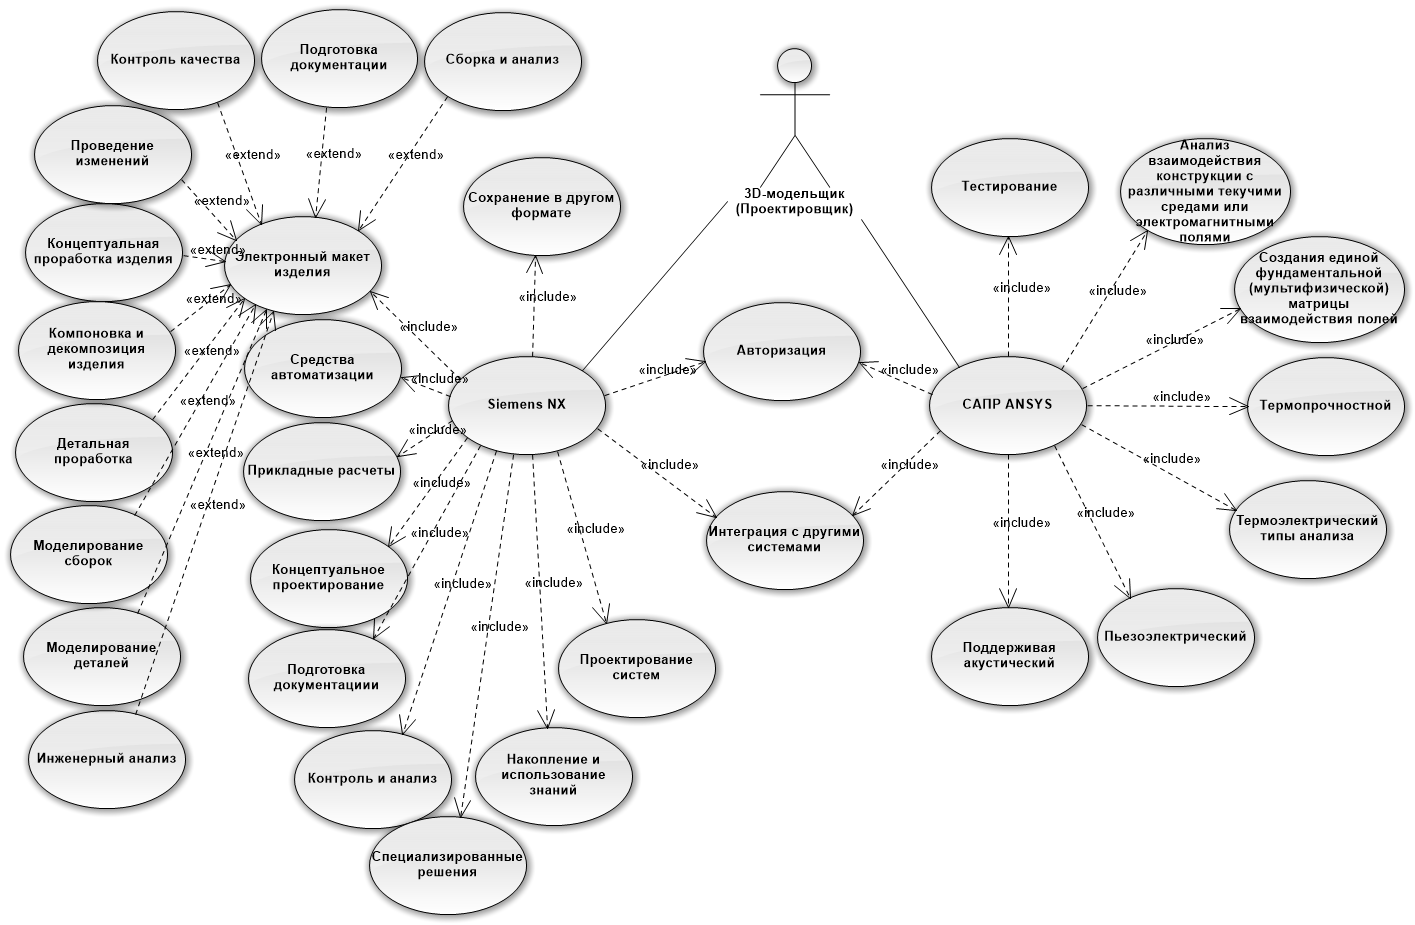 Контроль качества
Подготовка
документации
Сборка и анализ
Проведение
изменений
Концептуальная
проработка изделия
Компоновка и
декомпозиция
изделия
Детальная
проработка
Моделирование
сборок
Моделирование
деталей
Инженерный анализ
«extend»
«extend»
«extend»
«extend»
«extend»
«extend»
«extend»
«extend»
«extend»
«extend»
Электронный макет
изделия
Сохранение в другом
формате
3D-модельщик
(Проектировщик)
«include»
«include»
«include»
Средства
автоматизации
Siemens NX
«include»
Авторизация
«include»
САПР ANSYS
Прикладные расчеты
«include»
«include»
«include»
«include»
«include»
«include»
«include»
«include»
«include»
«include»
Концептуальное
проектирование
Подготовка
документациии
Контроль и анализ
Специализированные
решения
Накопление и
использование
знаний
Проектирование
систем
Интеграция с другими
системами
Тестирование
«include»
Анализ
взаимодействия
конструкции с
различными текучими
средами или
электромагнитными
полями
«include»
Создания единой
фундаментальной
(мультифизической)
матрицы
взаимодействия полей
«include»
Термопрочностной
«include»
Термоэлектрический
типы анализа
«include»
Пьезоэлектрический
«include»
Поддерживая
акустический
«include»